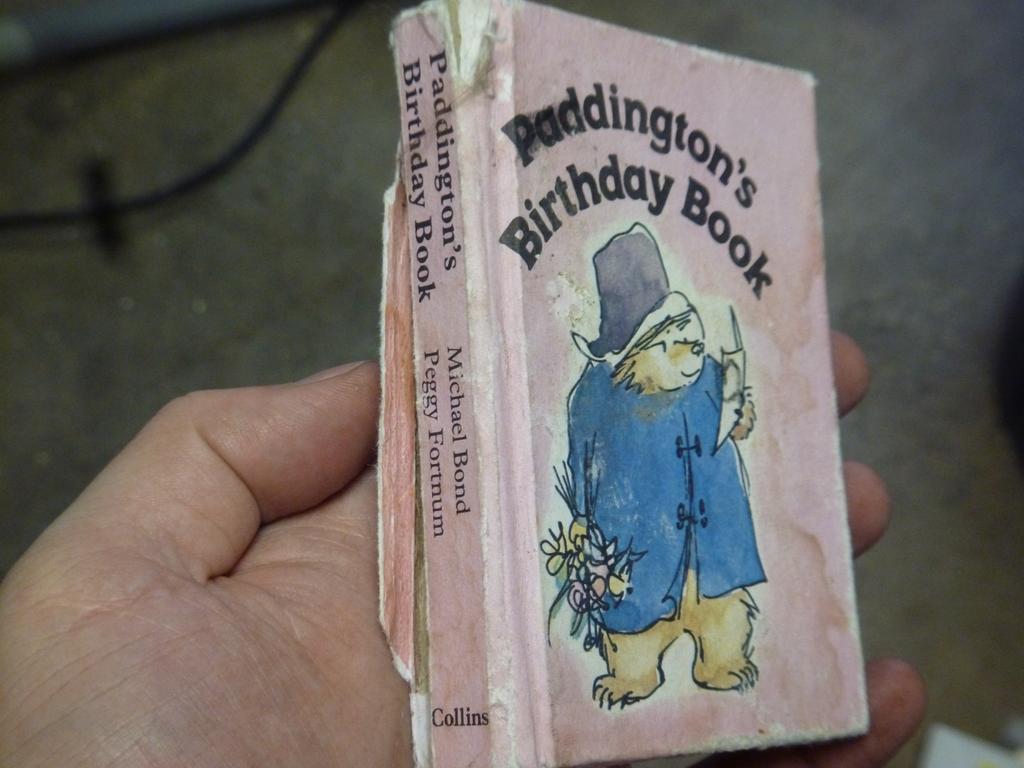 Paddington's
Birthday Book
Michael Bond
Peggy Fortnum
Collins
Paddington's
Birthday Book